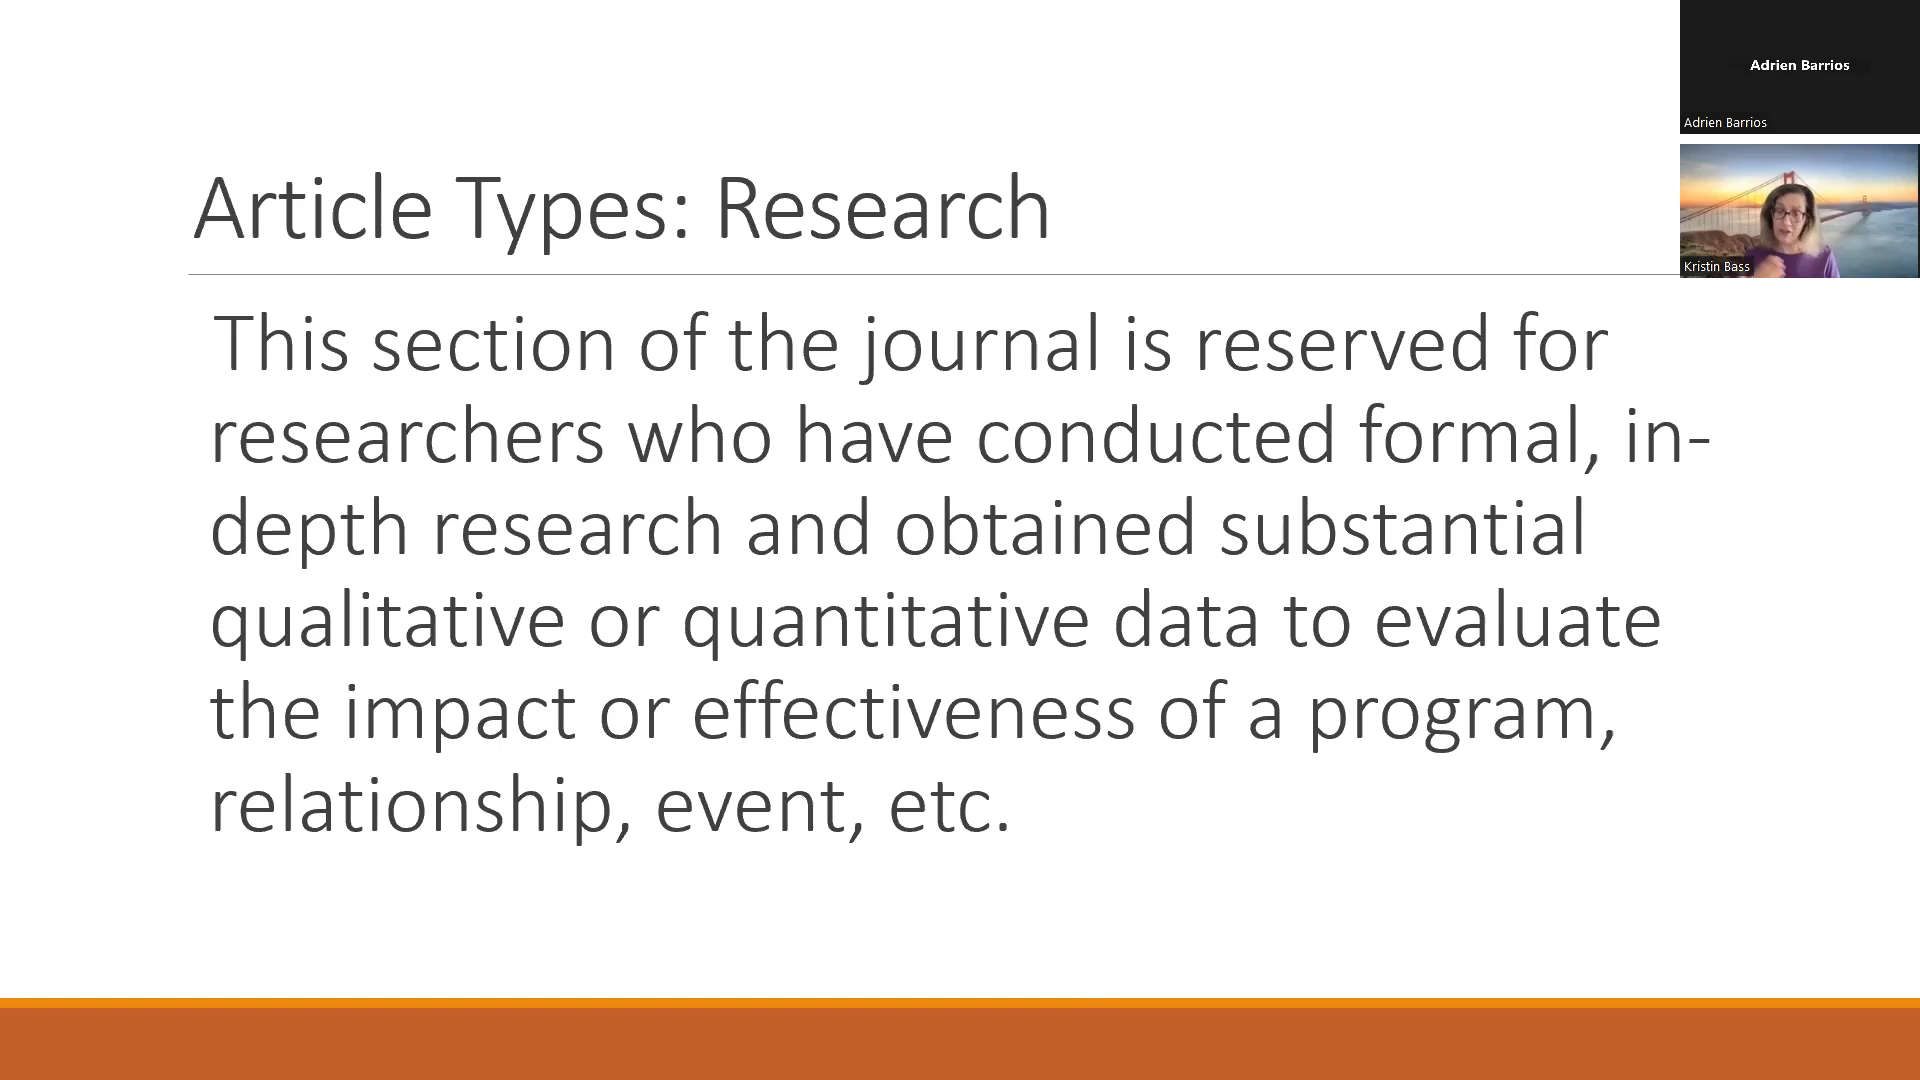 Adrien Barrios
Adrien Barrios
Kristin Bass
Article Types: Research
This section of the journal is reserved for
researchers who have conducted formal, in-
depth research and obtained substantial
qualitative or quantitative data to evaluate
the impact or effectiveness of a program,
relationship, event, etc.